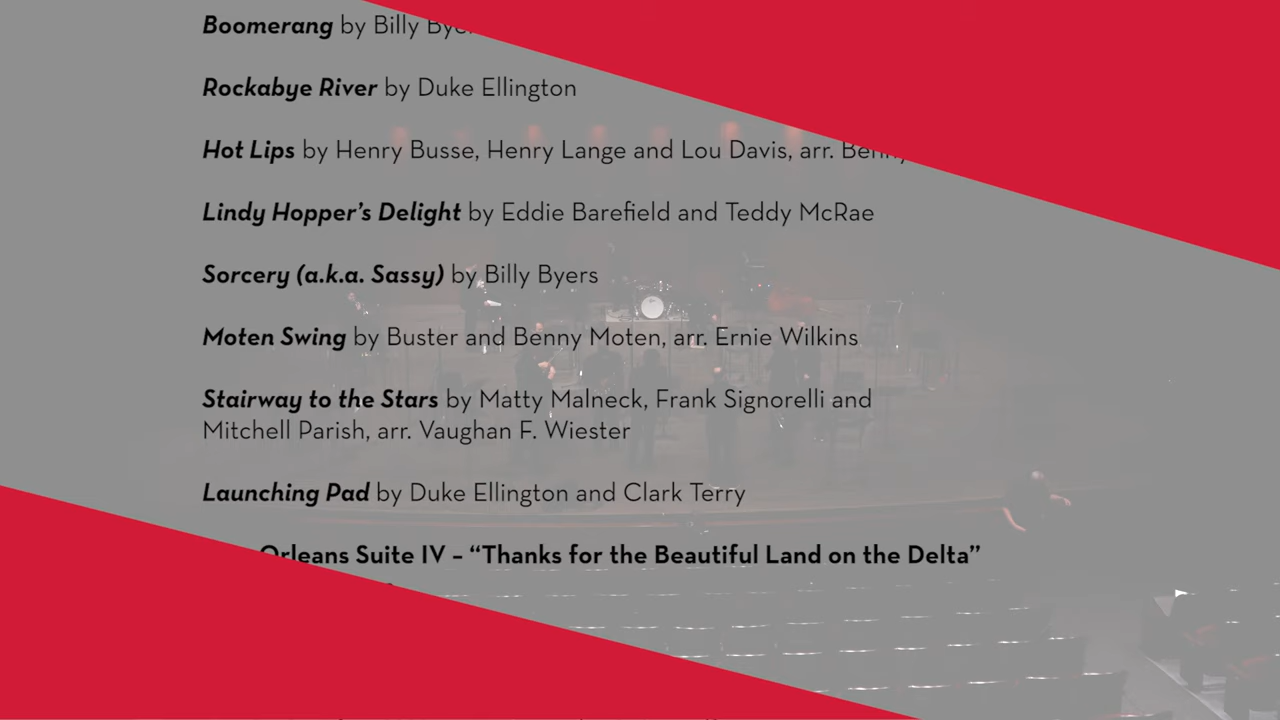 Boomerang by Billy
Rockabye River by Duke Ellington
Hot Lips by Henry Busse, Henry Lange and Lou Davis, arr.
Lindy Hopper’s Delight by Eddie Barefield and Teddy McRae
Sorcery (a.k.a. Sassy) by Billy Byers
Moten Swing by Buster and Benny Moten, arr. Ernie Wilkins
Stairway to the Stars by Matty Malneck, Frank Signorelli and
Mitchell Parish, arr. Vaughan F. Wiester
Launching Pad by Duke Ellington and Clark Terry
Orleans Suite IV – “Thanks for the Beautiful Land on the Delta”